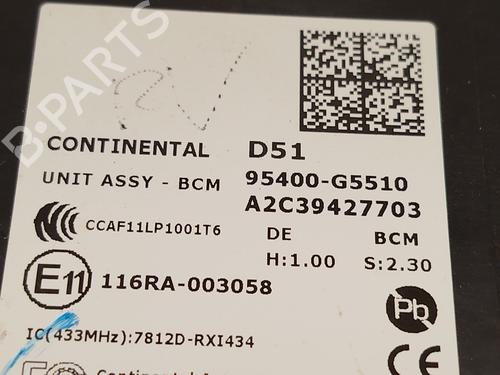 B-PARTS
CONTINENTAL D51
UNIT ASSY - BCM 95400-G5510
A2C39427703
CCAF11LP1001T6 DE BCM
H:1.00 S:2.30
E11 116RA-003058
Pb
IC(433MHz):7812D-RXI434
CE
Continental